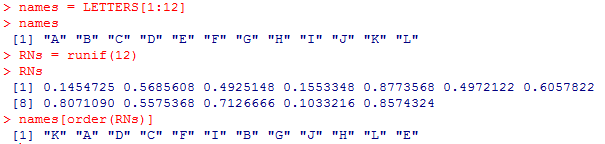 > names = LETTERS[1:12]
> names
[1] "A" "B" "C" "D" "E" "F" "G" "H" "I" "J" "K" "L"
> RNs = runif(12)
> RNs
[1] 0.1454725 0.5685608 0.4925148 0.1553348 0.8773568 0.4972122 0.6057822
[8] 0.8071090 0.5575368 0.7126666 0.1033216 0.8574324
> names[order(RNs)]
[1] "K" "A" "D" "C" "F" "I" "B" "G" "J" "H" "L" "E"